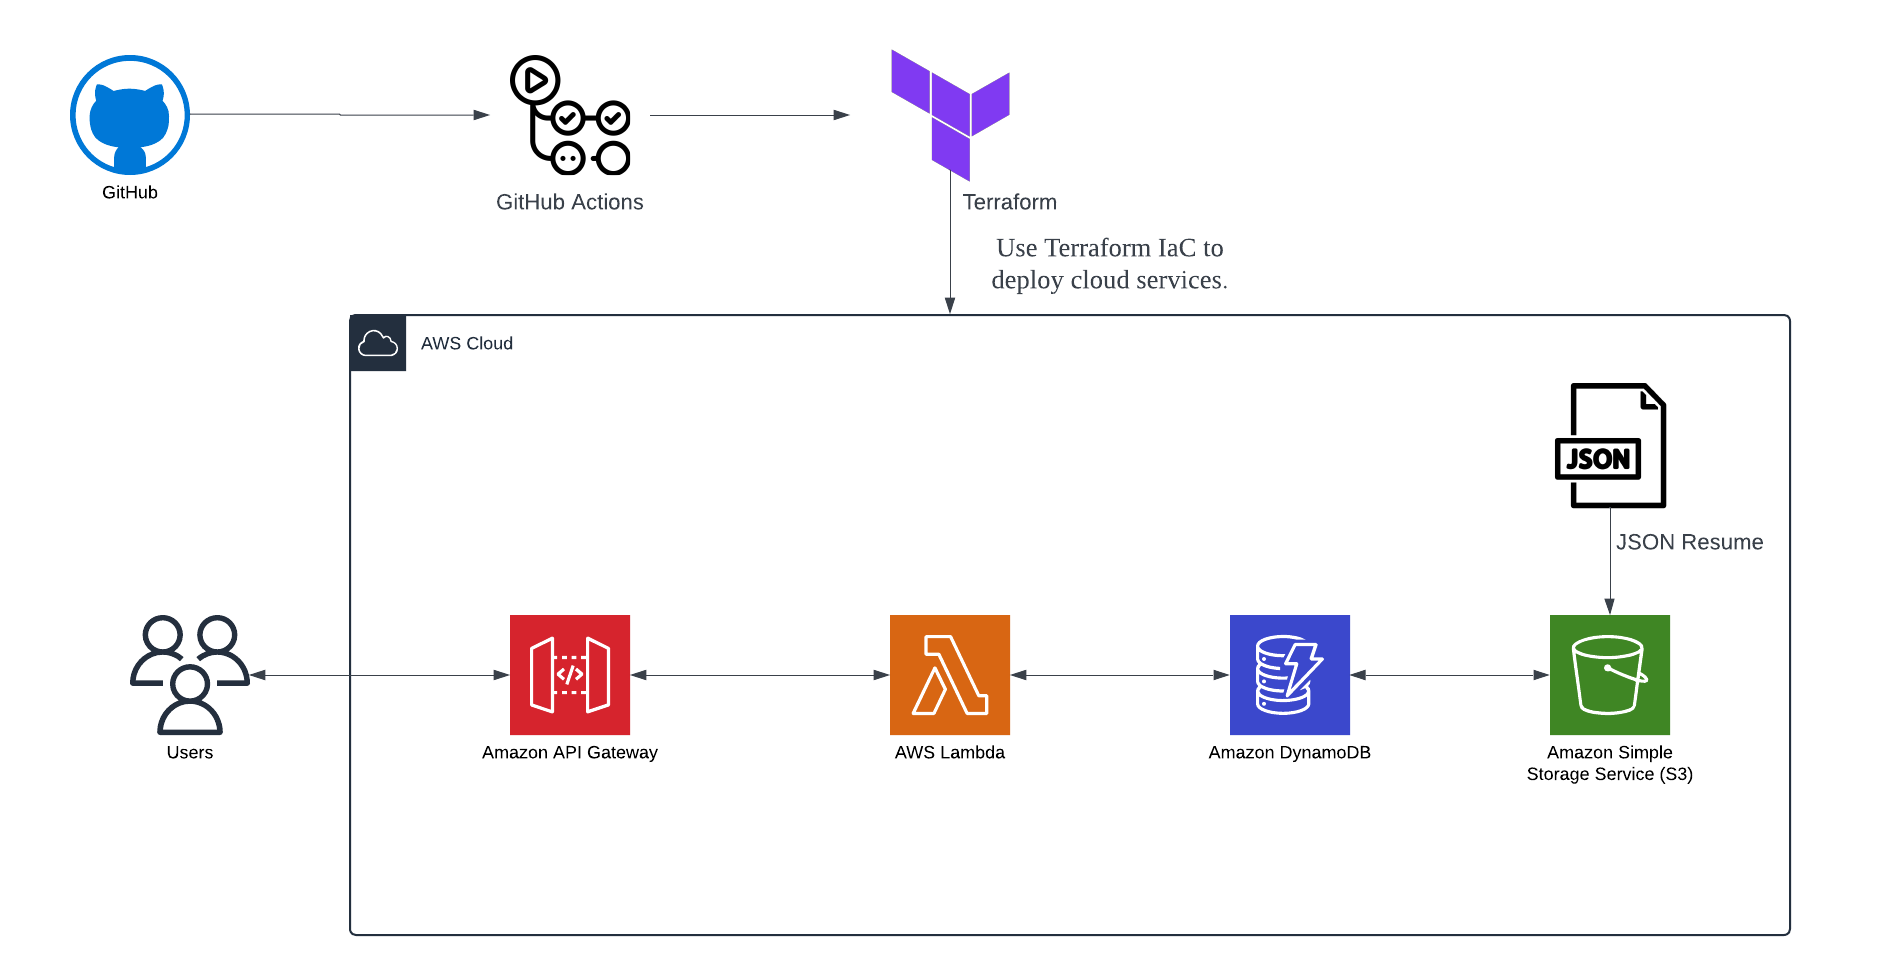 GitHub
GitHub Actions
Terraform
Use Terraform IaC to
deploy cloud services.
AWS Cloud
JSON
JSON Resume
</>
Users
Amazon API Gateway
AWS Lambda
Amazon DynamoDB
Amazon Simple
Storage Service (S3)